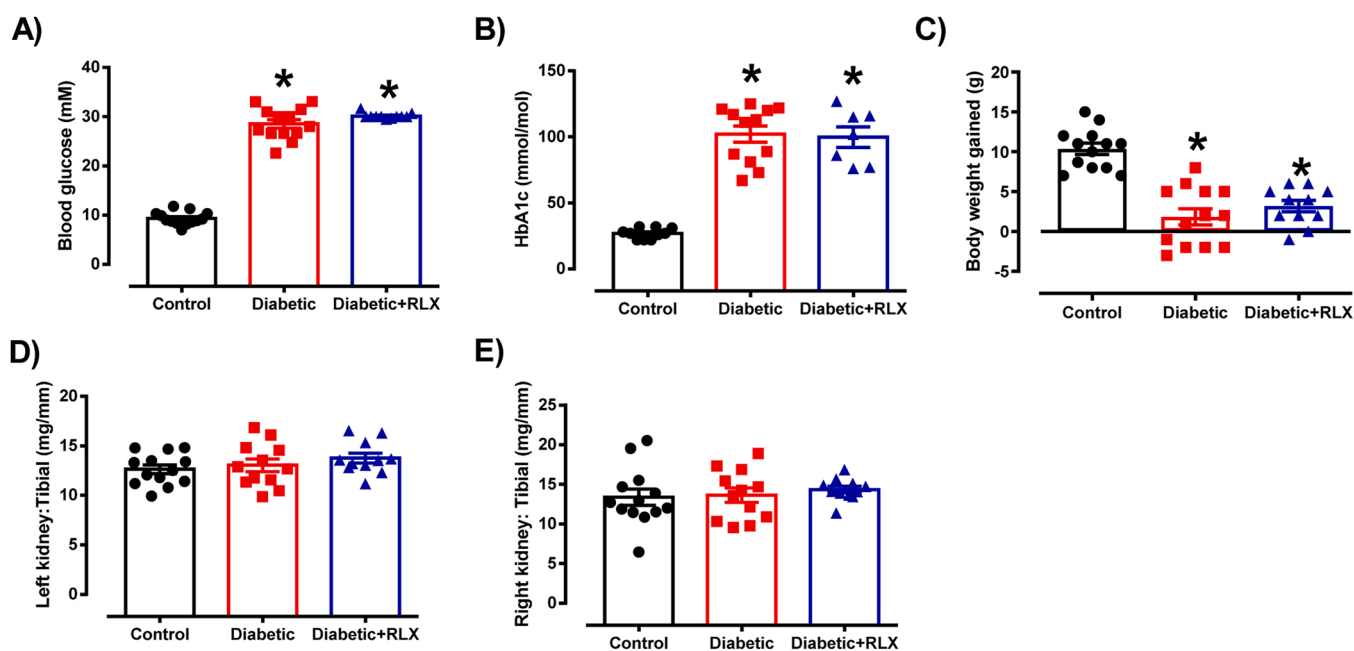 A)
Blood glucose (mM)
40
30
20
10
0
*
*
Control
Diabetic
Diabetic+RLX
B)
HbA1c (mmol/mol)
150
100
50
0
*
*
Control
Diabetic
Diabetic+RLX
C)
Body weight gained (g)
20
15
10
5
0
-5
*
*
Control
Diabetic
Diabetic+RLX
D)
Left kidney:Tibial (mg/mm)
20
15
10
5
0
Control
Diabetic
Diabetic+RLX
E)
Right kidney: Tibial (mg/mm)
25
20
15
10
5
0
Control
Diabetic
Diabetic+RLX